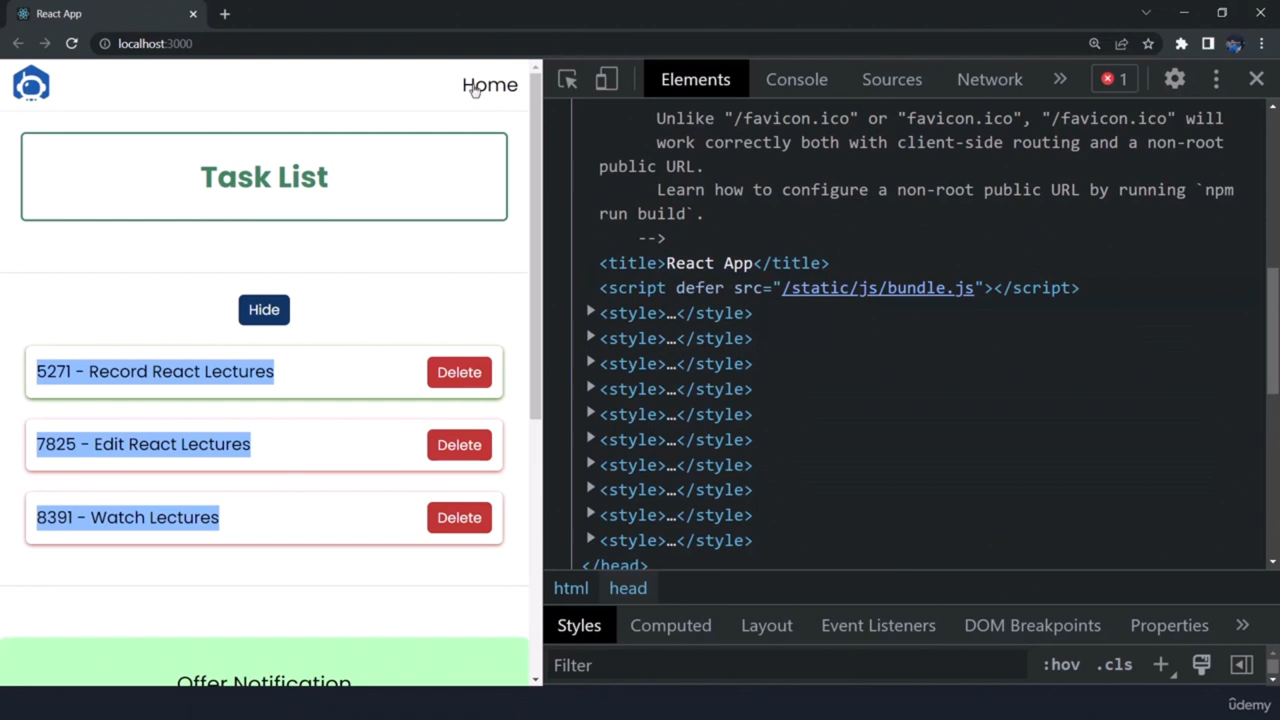 React App
localhost:3000
Home
Task List
Hide
5271 - Record React Lectures
Delete
7825 - Edit React Lectures
Delete
8391 - Watch Lectures
Delete
Offer Notification
Elements
Console
Sources
Network
1
Unlike "/favicon.ico" or "favicon.ico", "/favicon.ico" will
work correctly both with client-side routing and a non-root
public URL.
Learn how to configure a non-root public URL by running `npm
run build`.
-->
<title>React App</title>
<script defer src="/static/js/bundle.js"></script>
<style>…</style>
<style>…</style>
<style>…</style>
<style>…</style>
<style>…</style>
<style>…</style>
<style>…</style>
<style>…</style>
<style>…</style>
<style>…</style>
</head>
html
head
Styles
Computed
Layout
Event Listeners
DOM Breakpoints
Properties
Filter
:hov
.cls
udemy